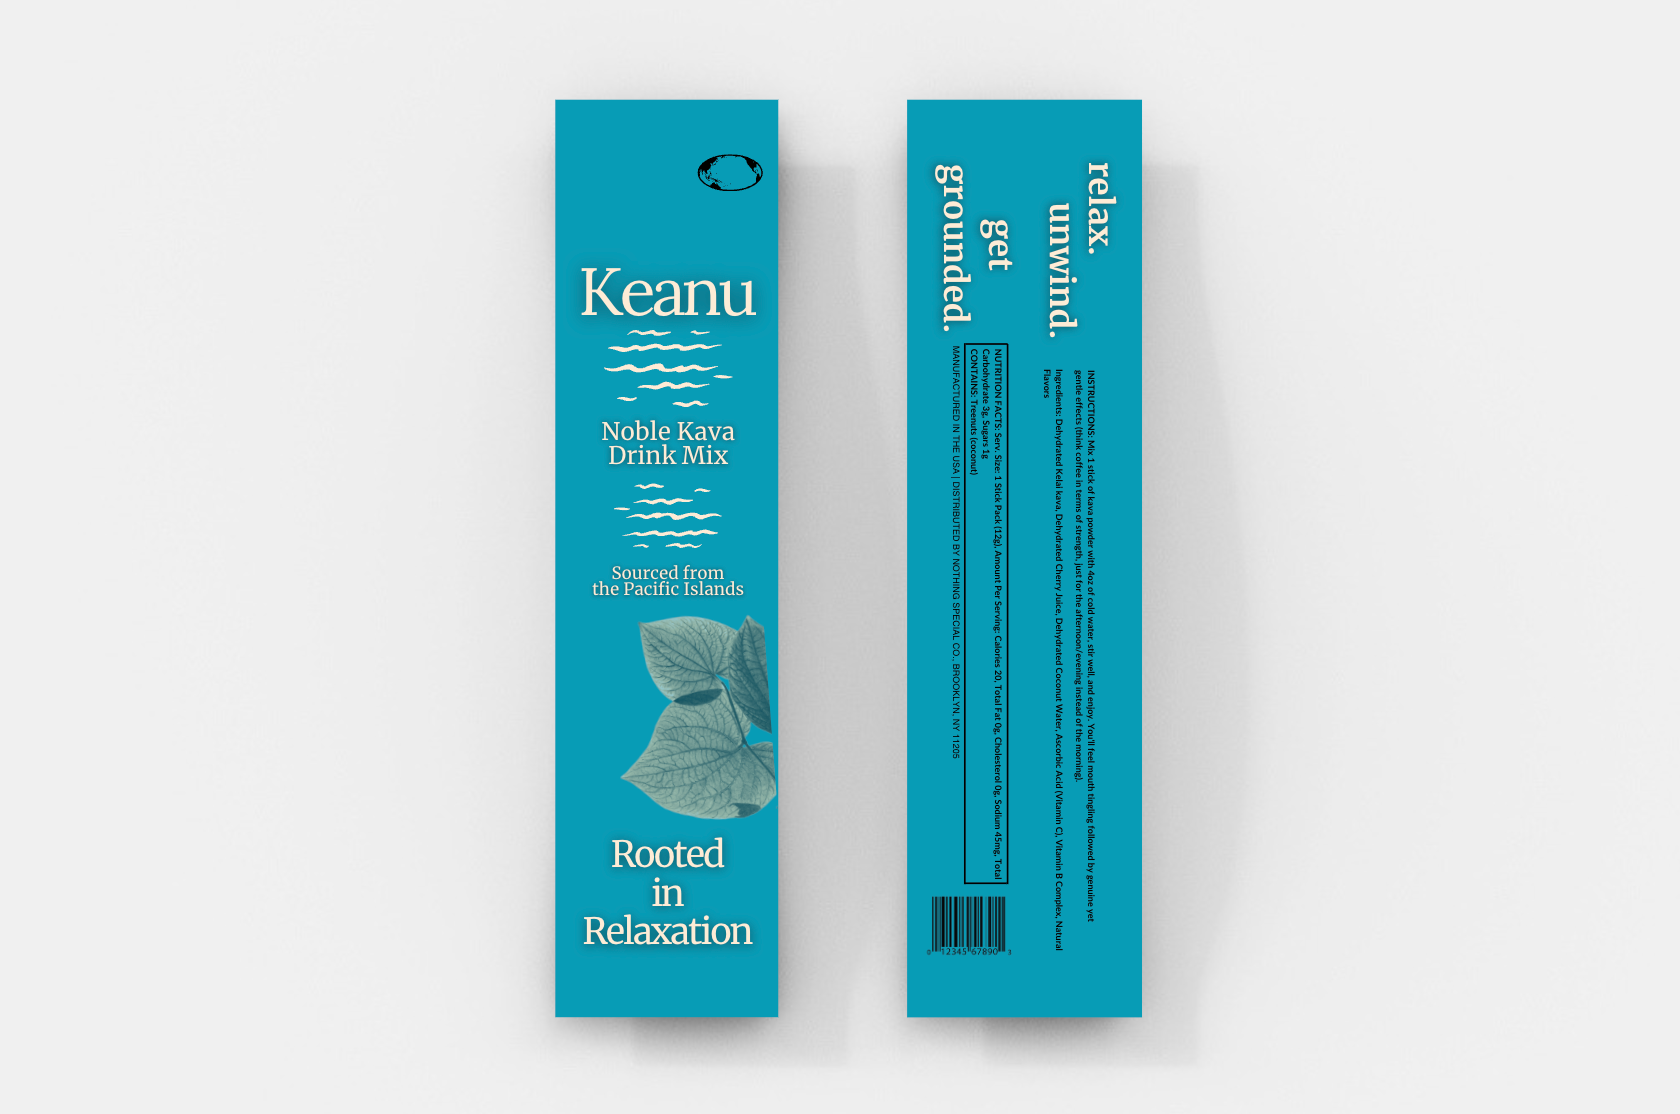 Keanu
Noble Kava
Drink Mix
Sourced from
the Pacific Islands
Rooted
in
Relaxation
relax.
unwind.
get
grounded.
INSTRUCTIONS: Mix 1 stick of kava powder with 4oz of cold water, stir well, and enjoy. You'll feel mouth tingling followed by genuine yet
gentle effects (think coffee in terms of strength, just for the afternoon/evening instead of the morning).
Ingredients: Dehydrated Kelai kava, Dehydrated Cherry Juice, Dehydrated Coconut Water, Ascorbic Acid (Vitamin C), Vitamin B Complex, Natural
Flavors
NUTRITION FACTS: Serv. Size: 1 Stick Pack (12g), Amount Per Serving: Calories 20, Total Fat 0g, Cholesterol 0g, Sodium 45mg, Total
Carbohydrate 3g, Sugars 1g
CONTAINS: Treenuts (coconut)
MANUFACTURED IN THE USA | DISTRIBUTED BY NOTHING SPECIAL CO., BROOKLYN, NY 11205
0 12345 67890 3